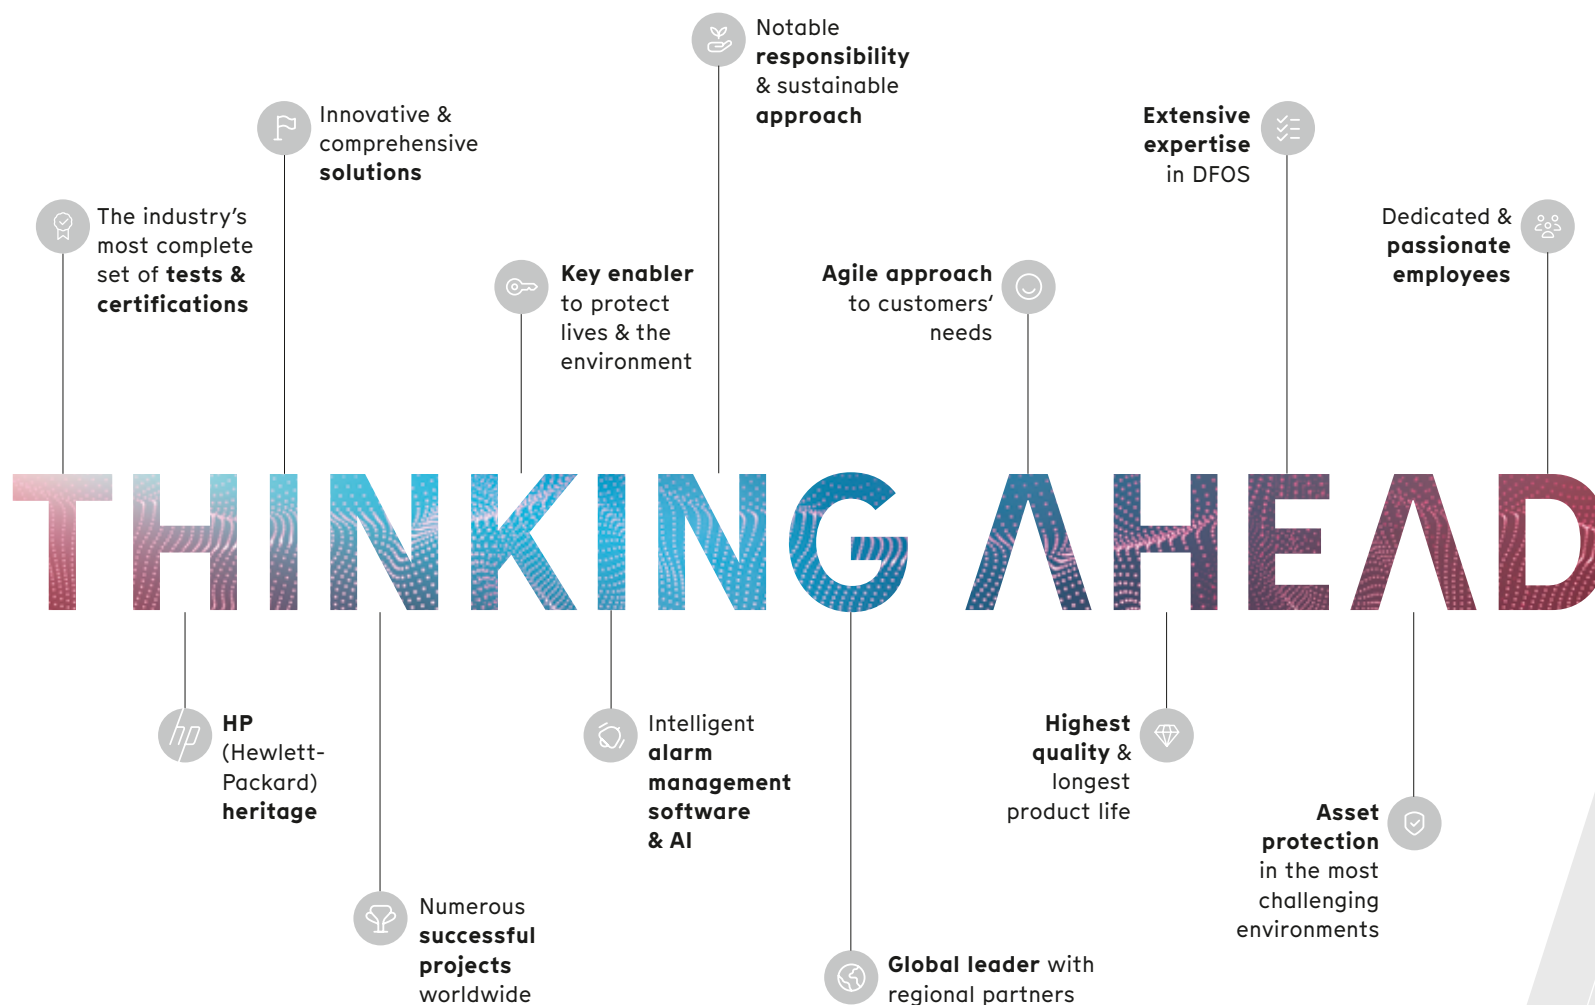 Notable
responsibility
& sustainable
approach
Innovative &
comprehensive
solutions
Extensive
expertise
in DFOS
The industry's
most complete
set of tests &
certifications
Dedicated &
passionate
employees
Key enabler
to protect
lives & the
environment
Agile approach
to customers‘
needs
THINKING AHEAD
hp
HP
(Hewlett-
Packard)
heritage
Intelligent
alarm
management
software
& AI
Highest
quality &
longest
product life
Asset
protection
in the most
challenging
environments
Numerous
successful
projects
worldwide
Global leader with
regional partners